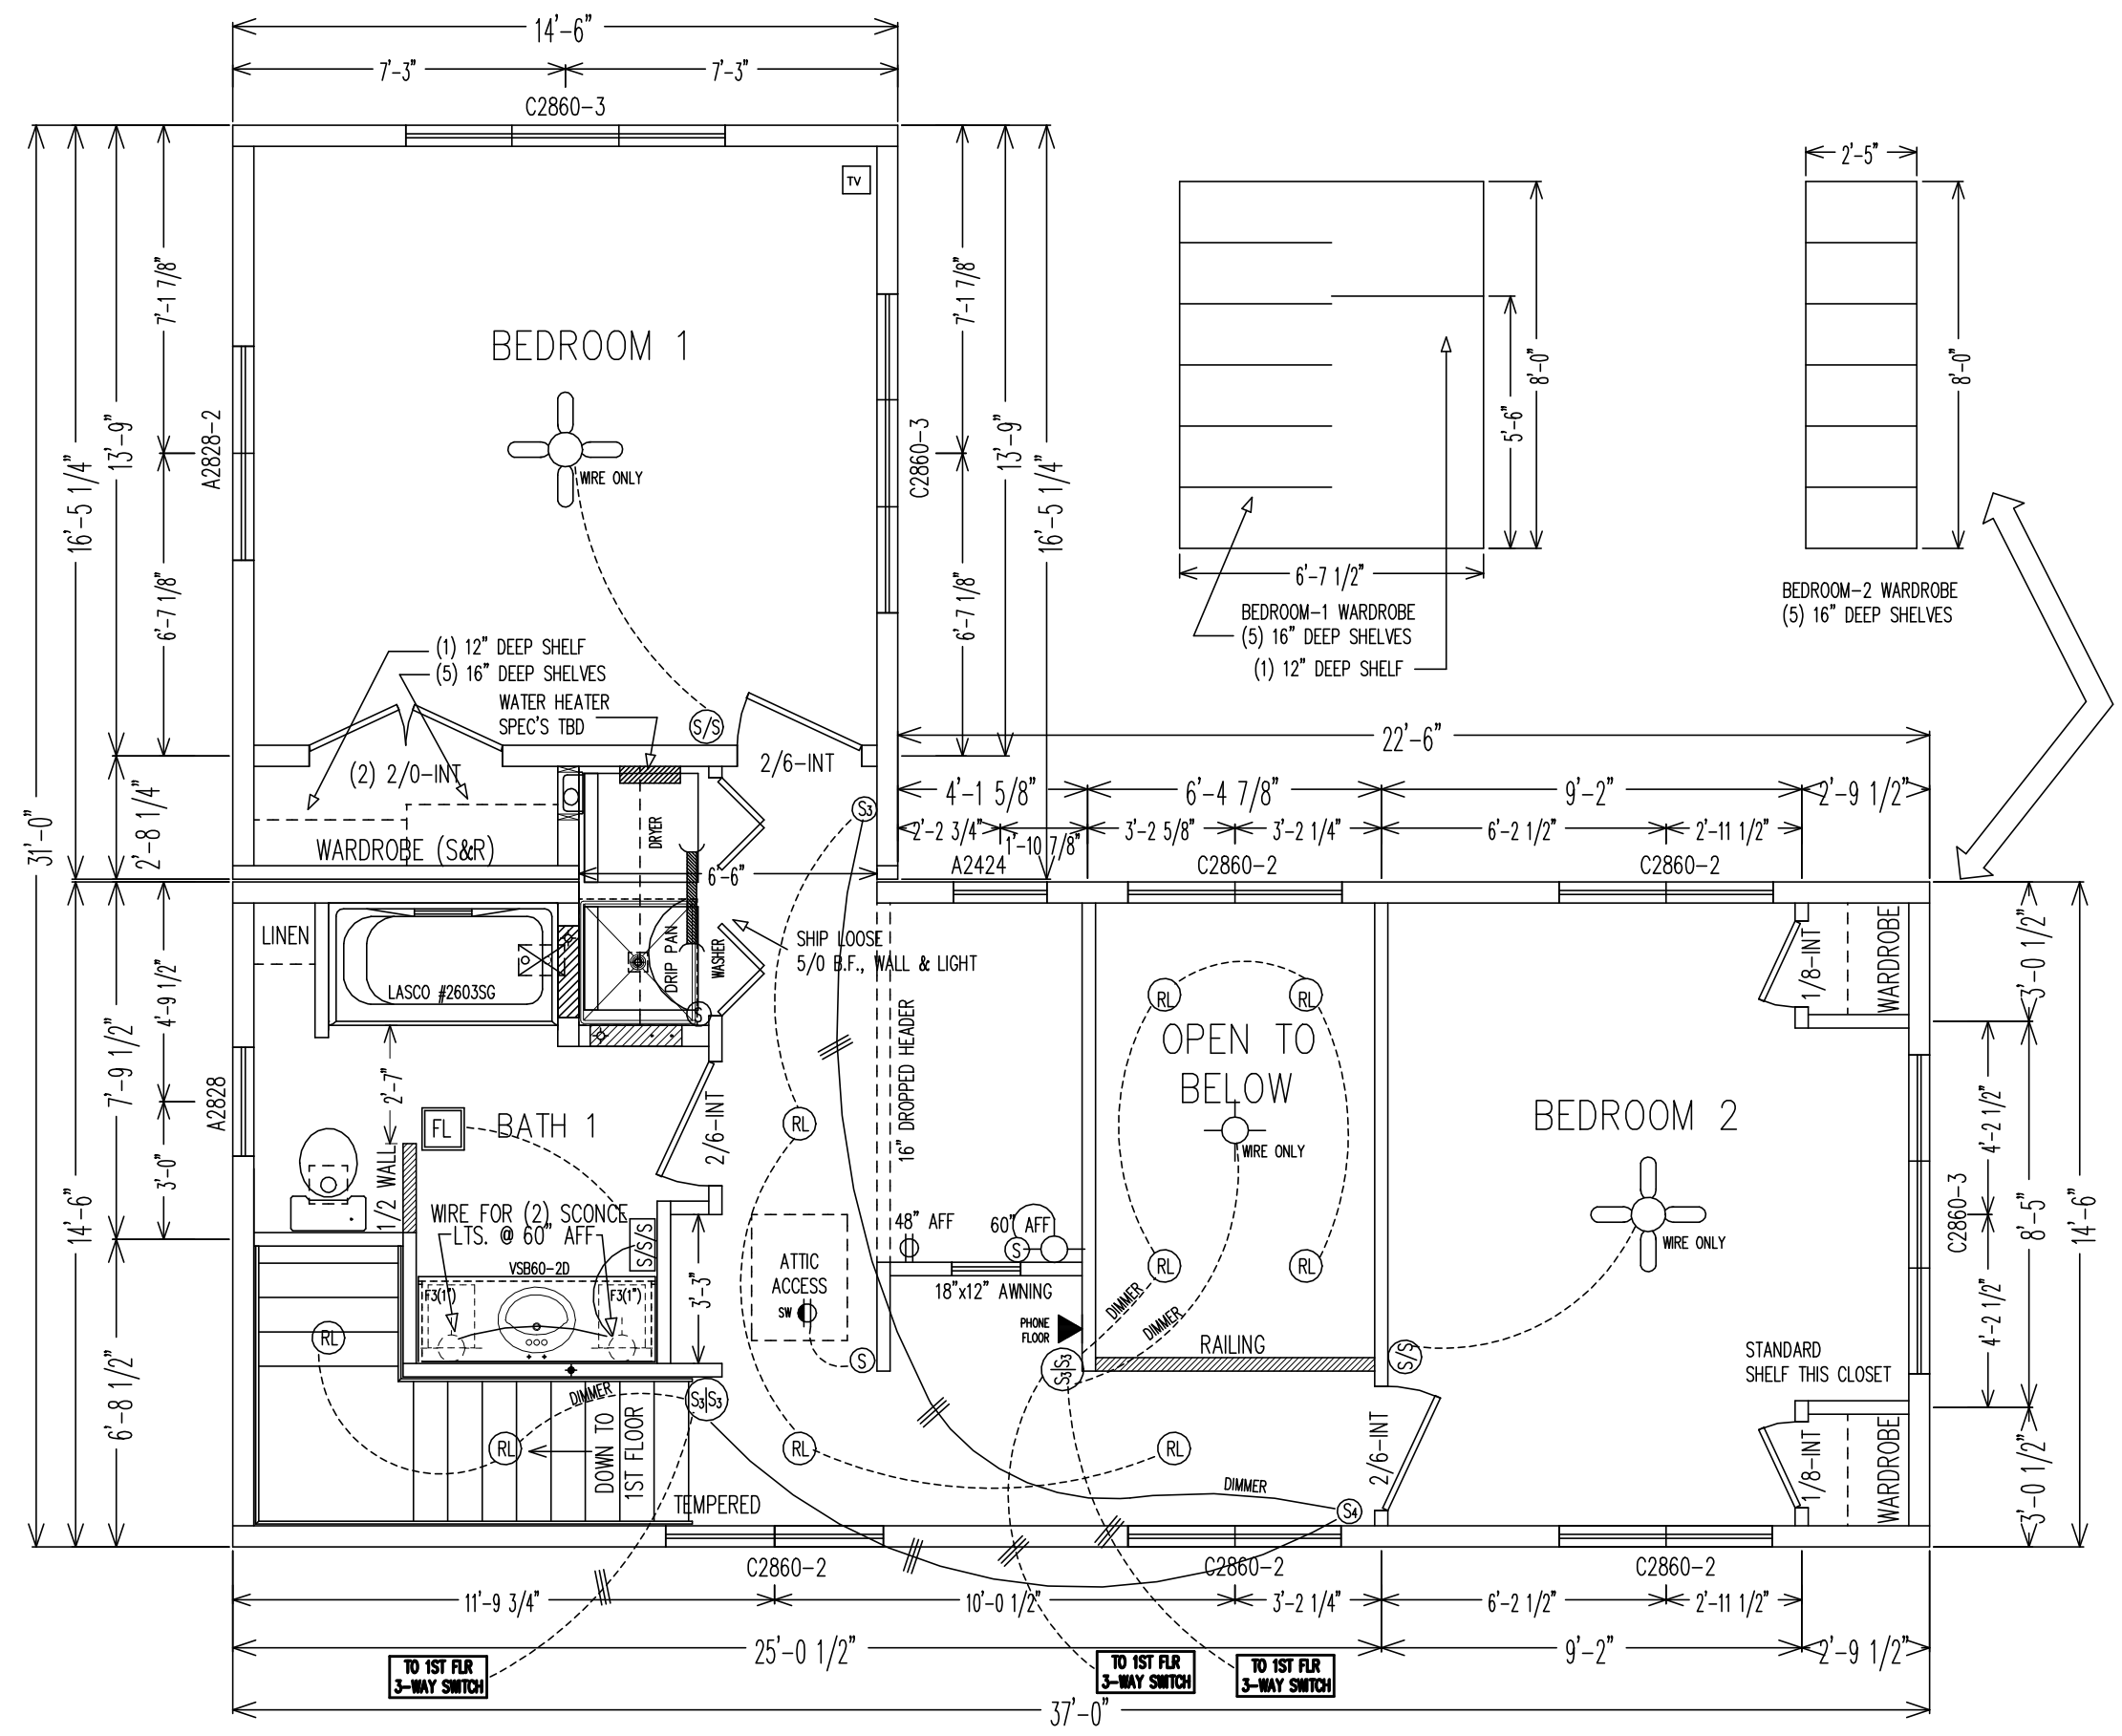 14'-6"
7'-3"
7'-3"
C2860-3
TV
2'-5"
31'-0"
16'-5 1/4"
13'-9"
7'-1 7/8"
6'-7 1/8"
2'-8 1/4"
A2828-2
BEDROOM 1
WIRE ONLY
C2860-3
7'-1 7/8"
6'-7 1/8"
13'-9"
16'-5 1/4"
5'-6"
8'-0"
6'-7 1/2"
BEDROOM-1 WARDROBE
(5) 16" DEEP SHELVES
(1) 12" DEEP SHELF
8'-0"
BEDROOM-2 WARDROBE
(5) 16" DEEP SHELVES
(1) 12" DEEP SHELF
(5) 16" DEEP SHELVES
WATER HEATER
SPEC'S TBD
S/S
(2) 2/0-INT
2/6-INT
WARDROBE (S&R)
DRYER
S3
6'-6"
22'-6"
4'-1 5/8"
6'-4 7/8"
9'-2"
2'-9 1/2"
2'-2 3/4"
1'-10 7/8"
3'-2 5/8"
3'-2 1/4"
6'-2 1/2"
2'-11 1/2"
A2424
C2860-2
C2860-2
14'-6"
7'-9 1/2"
4'-9 1/2"
3'-0"
6'-8 1/2"
A2828
LINEN
LASCO #2603SG
DRIP PAN
WASHER
S
SHIP LOOSE
5/0 B.F., WALL & LIGHT
2'-7"
1/2 WALL
FL
BATH 1
2/6-INT
WIRE FOR (2) SCONCE
LTS. @ 60" AFF
S/S/S
VSB60-2D
F3(1")
F3(1")
3'-3"
RL
16" DROPPED HEADER
ATTIC
ACCESS
SW
S
48" AFF
60" AFF
S
18"x12" AWNING
PHONE
FLOOR
RL
RL
OPEN TO
BELOW
WIRE ONLY
RL
RL
DIMMER
DIMMER
RAILING
S3
S3
BEDROOM 2
WIRE ONLY
S/S
1/8-INT
WARDROBE
STANDARD
SHELF THIS CLOSET
1/8-INT
WARDROBE
C2860-3
3'-0 1/2"
4'-2 1/2"
4'-2 1/2"
8'-5"
3'-0 1/2"
14'-6"
RL
RL
DIMMER
DOWN TO
1ST FLOOR
S3|S3
TEMPERED
RL
RL
DIMMER
S4
2/6-INT
C2860-2
C2860-2
C2860-2
11'-9 3/4"
10'-0 1/2"
3'-2 1/4"
6'-2 1/2"
2'-11 1/2"
25'-0 1/2"
9'-2"
2'-9 1/2"
TO 1ST FLR
3-WAY SWITCH
TO 1ST FLR
3-WAY SWITCH
TO 1ST FLR
3-WAY SWITCH
37'-0"